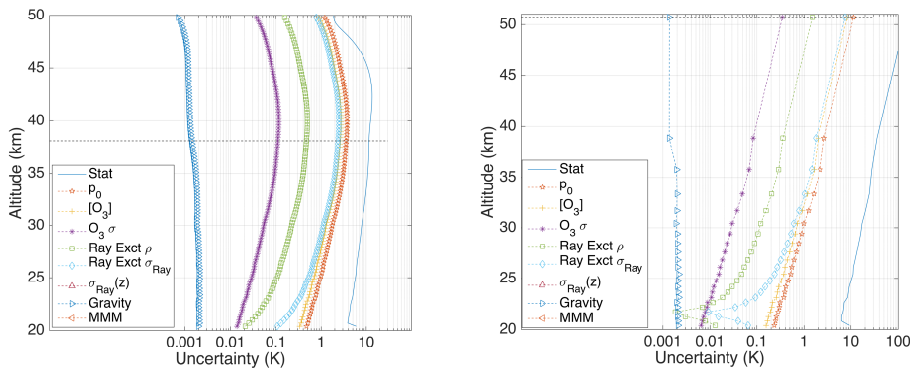 50
45
40
35
30
25
20
Altitude (km)
Stat
p0
[O3]
O3 σ
Ray Exct ρ
Ray Exct σRay
σRay(z)
Gravity
MMM
0.001
0.01
0.1
1
10
Uncertainty (K)
50
45
40
35
30
25
20
Altitude (km)
Stat
p0
[O3]
O3 σ
Ray Exct ρ
Ray Exct σRay
σRay(z)
Gravity
MMM
0.001
0.01
0.1
1
10
100
Uncertainty (K)